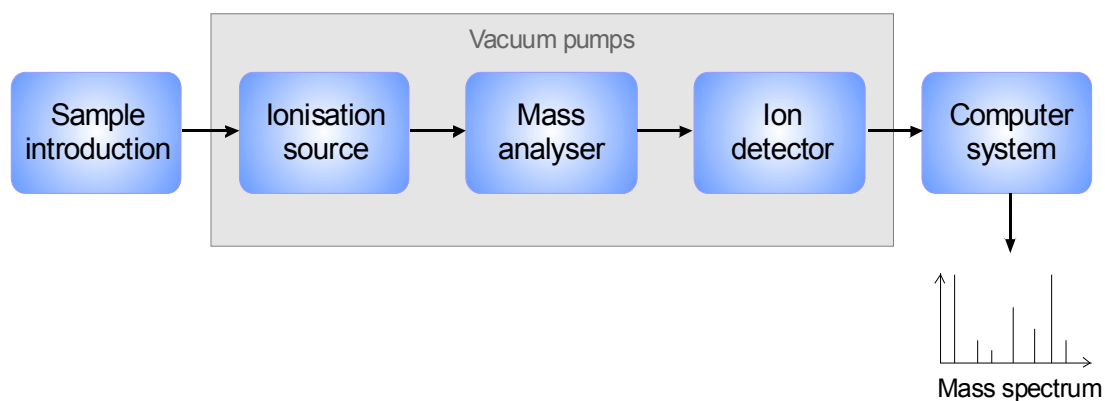 Vacuum pumps
Sample
introduction
Ionisation
source
Mass
analyser
Ion
detector
Computer
system
Mass spectrum